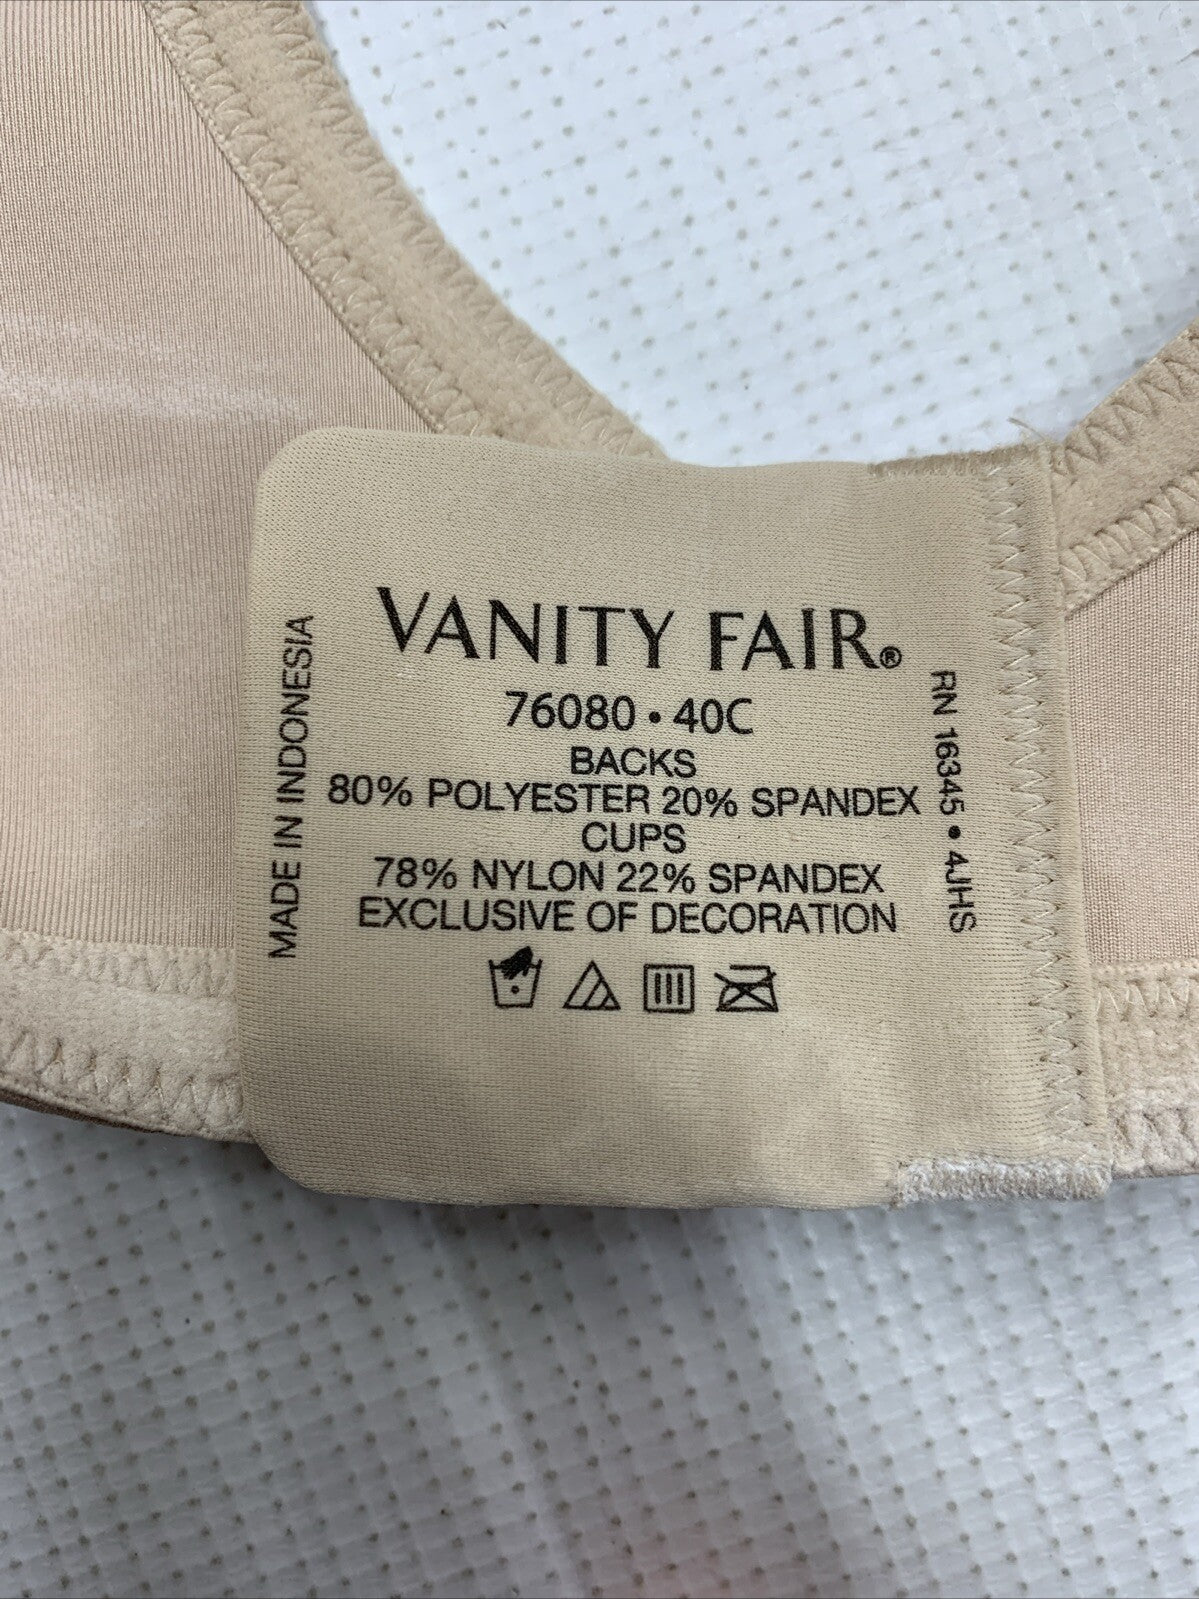 VANITY FAIR®
76080 • 40C
BACKS
80% POLYESTER 20% SPANDEX
CUPS
78% NYLON 22% SPANDEX
EXCLUSIVE OF DECORATION
MADE IN INDONESIA
RN 16345 • 4JHS